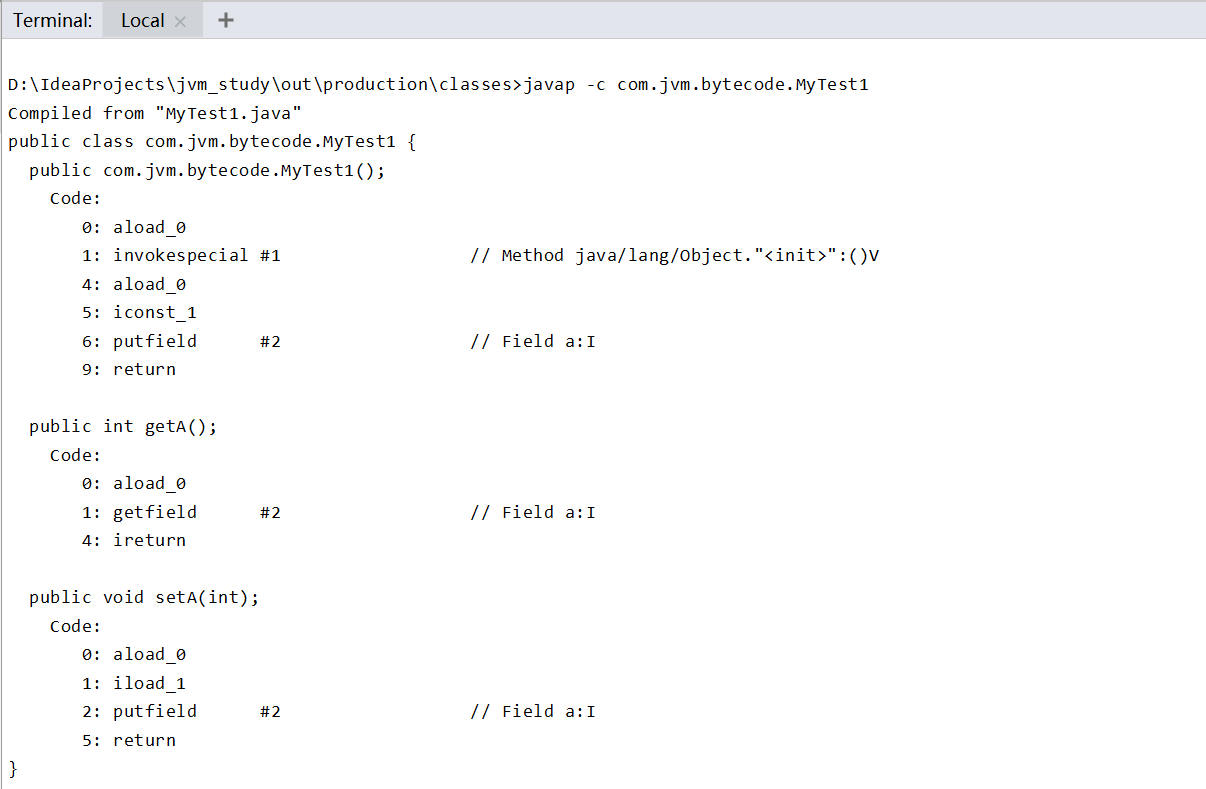 Terminal: Local × +
D:\IdeaProjects\jvm_study\out\production\classes>javap -c com.jvm.bytecode.MyTest1
Compiled from "MyTest1.java"
public class com.jvm.bytecode.MyTest1 {
  public com.jvm.bytecode.MyTest1();
    Code:
       0: aload_0
       1: invokespecial #1                  // Method java/lang/Object."<init>":()V
       4: aload_0
       5: iconst_1
       6: putfield      #2                  // Field a:I
       9: return

  public int getA();
    Code:
       0: aload_0
       1: getfield      #2                  // Field a:I
       4: ireturn

  public void setA(int);
    Code:
       0: aload_0
       1: iload_1
       2: putfield      #2                  // Field a:I
       5: return
}